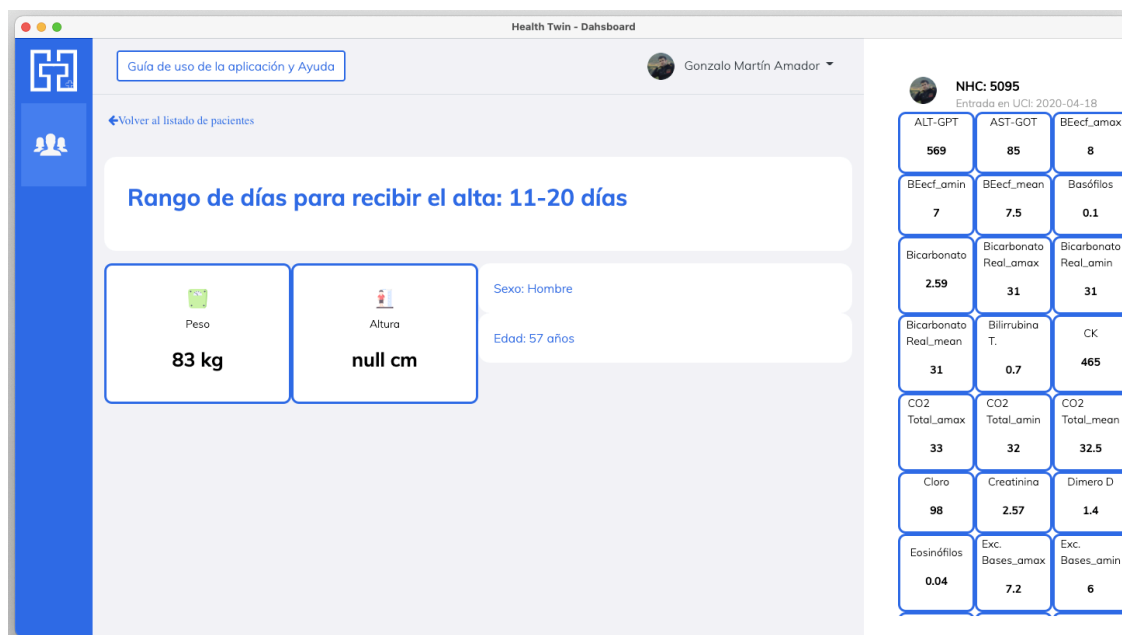 Health Twin - Dahsboard
Guía de uso de la aplicación y Ayuda
Gonzalo Martín Amador
Volver al listado de pacientes
Rango de días para recibir el alta: 11-20 días
Peso
83 kg
Altura
null cm
Sexo: Hombre
Edad: 57 años
NHC: 5095
Entrada en UCI: 2020-04-18
ALT-GPT
569
AST-GOT
85
BEecf_amax
8
BEecf_amin
7
BEecf_mean
7.5
Basófilos
0.1
Bicarbonato
2.59
Bicarbonato
Real_amax
31
Bicarbonato
Real_amin
31
Bicarbonato
Real_mean
31
Bilirrubina
T.
0.7
CK
465
CO2
Total_amax
33
CO2
Total_amin
32
CO2
Total_mean
32.5
Cloro
98
Creatinina
2.57
Dimero D
1.4
Eosinófilos
0.04
Exc.
Bases_amax
7.2
Exc.
Bases_amin
6